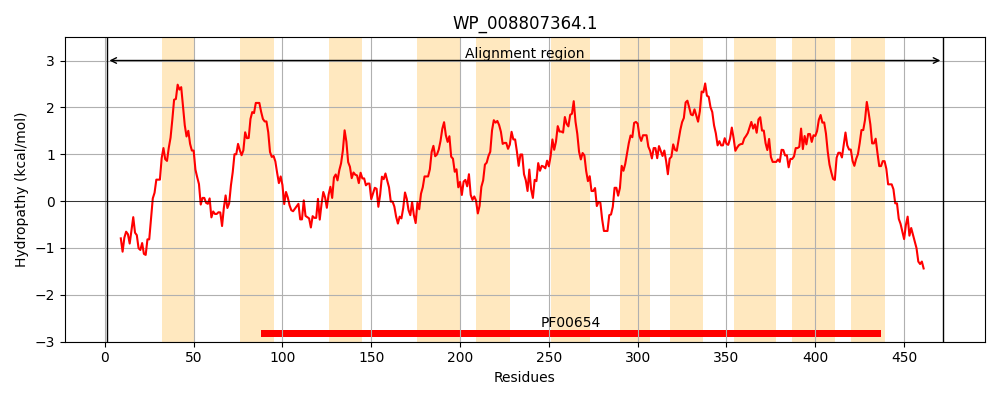 WP_008807364.1
Hydropathy (kcal/mol)
3
2
1
0
−1
−2
−3
Alignment region
PF00654
0 50 100 150 200 250 300 350 400 450
Residues